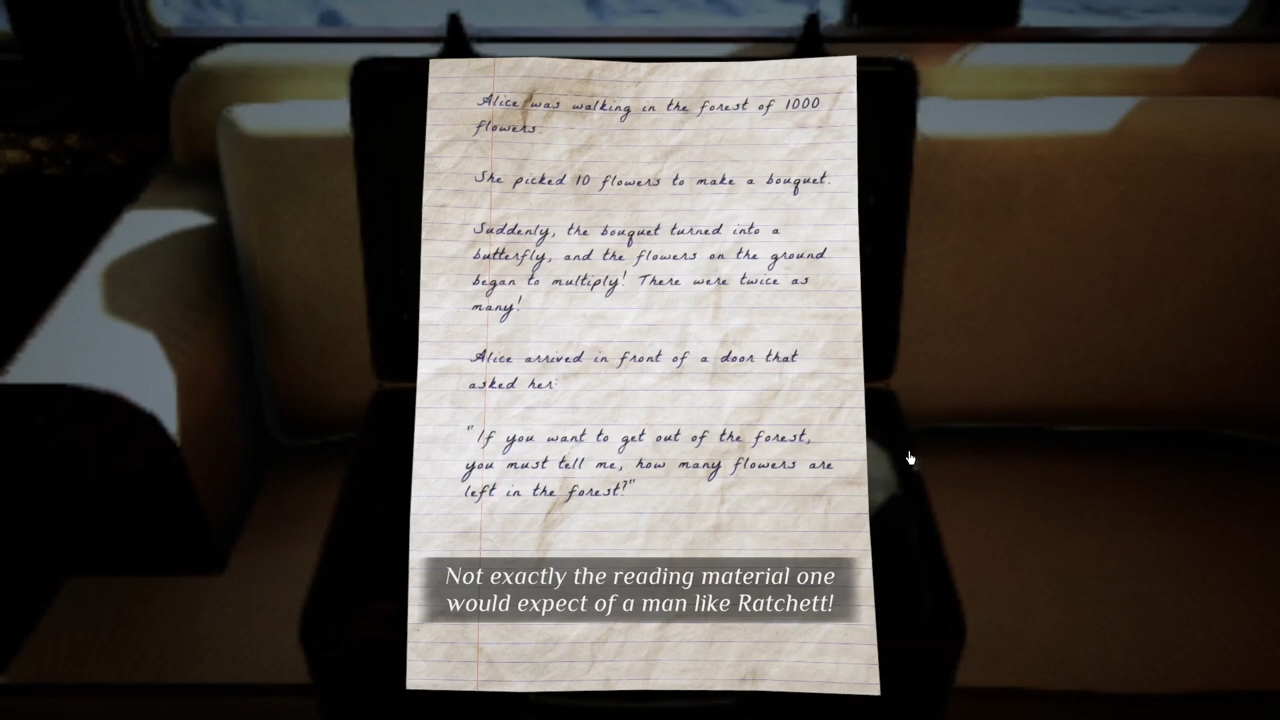 Alice was walking in the forest of 1000
flowers.
She picked 10 flowers to make a bouquet.
Suddenly, the bouquet turned into a
butterfly, and the flowers on the ground
began to multiply! There were twice as
many!
Alice arrived in front of a door that
asked her:
"If you want to get out of the forest,
you must tell me, how many flowers are
left in the forest?"
Not exactly the reading material one
would expect of a man like Ratchett!